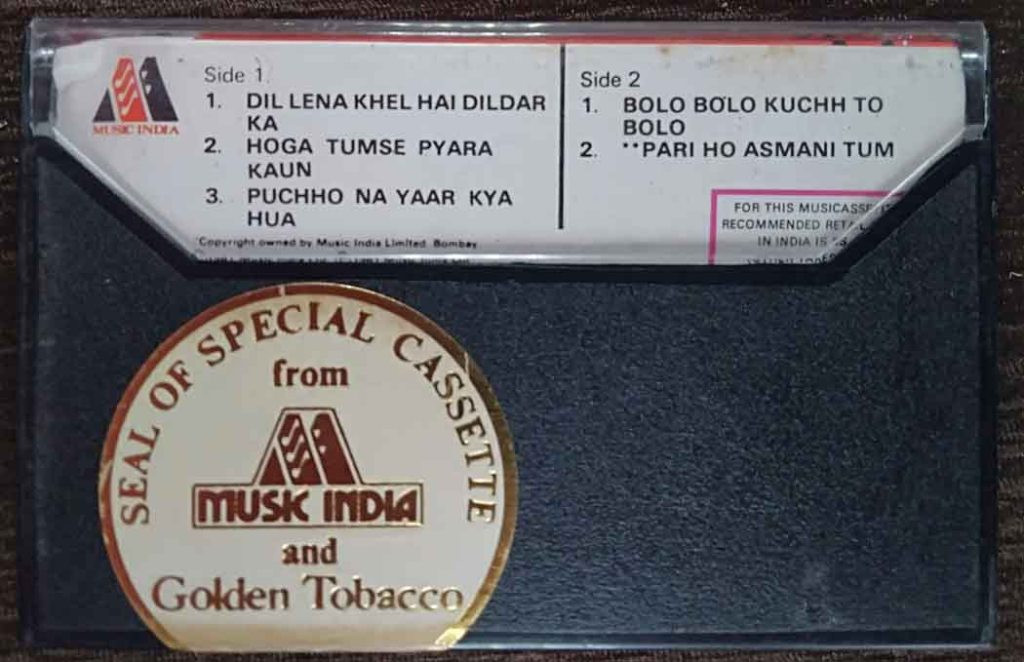 MUSIC INDIA
Side 1.
1. DIL LENA KHEL HAI DILDAR
KA
2. HOGA TUMSE PYARA
KAUN
3. PUCHHO NA YAAR KYA
HUA
Copyright owned by Music India Limited. Bombay
Side 2
1. BOLO BOLO KUCHH TO
BOLO
2. **PARI HO ASMANI TUM
FOR THIS
RECOMMENDED
IN INDIA IS
SEAL OF SPECIAL CASSETTE
from
MUSIC INDIA
and
Golden Tobacco